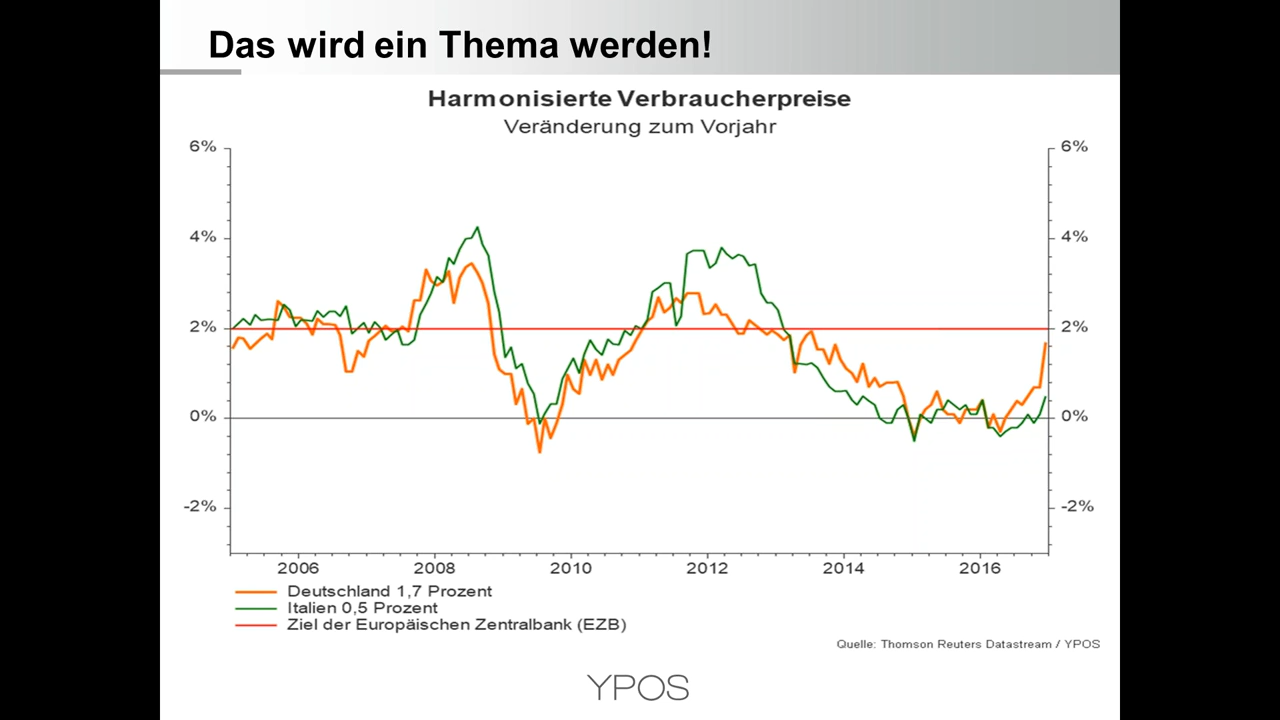 Das wird ein Thema werden!
Harmonisierte Verbraucherpreise
Veränderung zum Vorjahr
6% 6%
4% 4%
2% 2%
0% 0%
-2% -2%
2006 2008 2010 2012 2014 2016
Deutschland 1,7 Prozent
Italien 0,5 Prozent
Ziel der Europäischen Zentralbank (EZB)
Quelle: Thomson Reuters Datastream / YPOS
YPOS